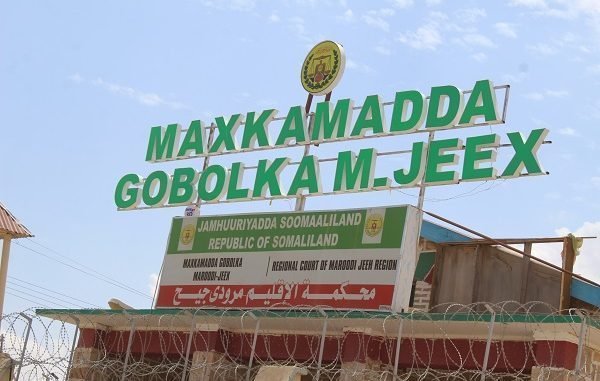 MAXKAMADDA
GOBOLKA M.JEEX
JAMHUURIYADDA SOOMAALILAND
REPUBLIC OF SOMALILAND
MAXKAMADDA GOBOLKA
MAROODI-JEEX
REGIONAL COURT OF MAROODI JEEH REGION
محكمة الإقليم مرودى جيح